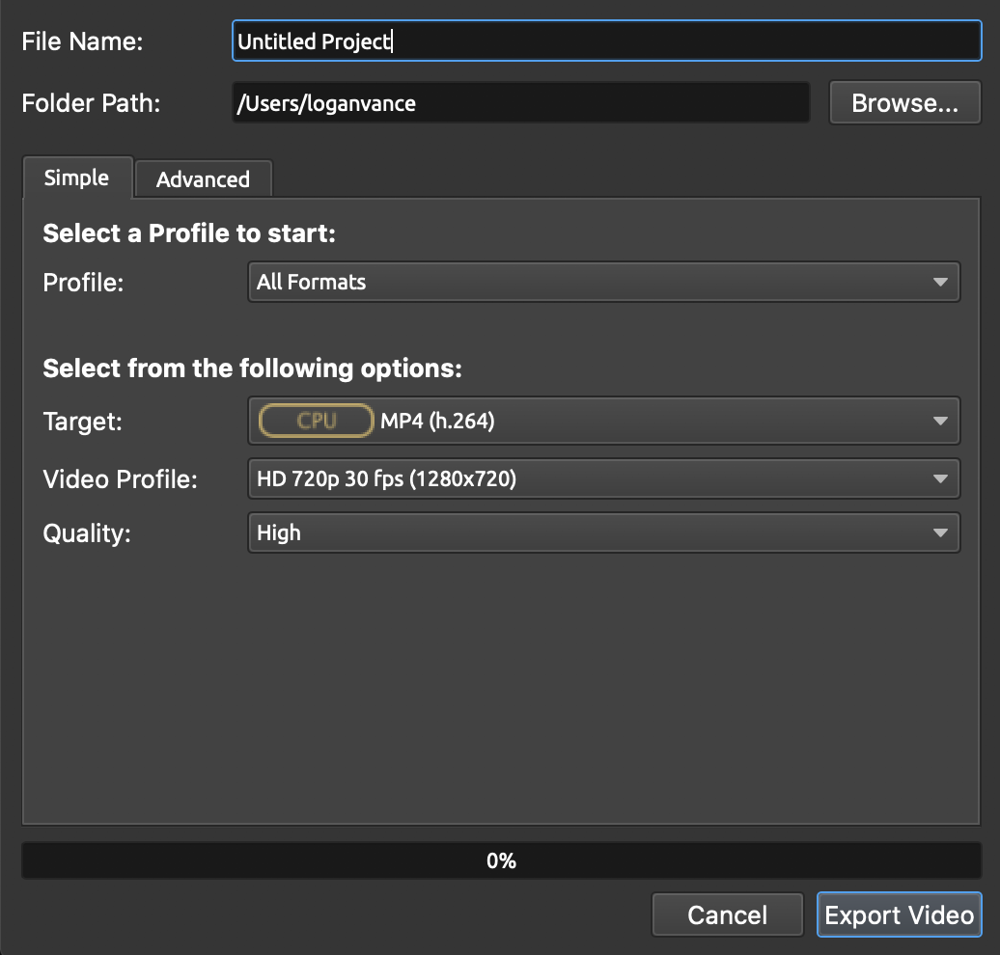 File Name: Untitled Project
Folder Path: /Users/loganvance Browse...
Simple Advanced
Select a Profile to start:
Profile: All Formats
Select from the following options:
Target: CPU MP4 (h.264)
Video Profile: HD 720p 30 fps (1280x720)
Quality: High
0%
Cancel Export Video